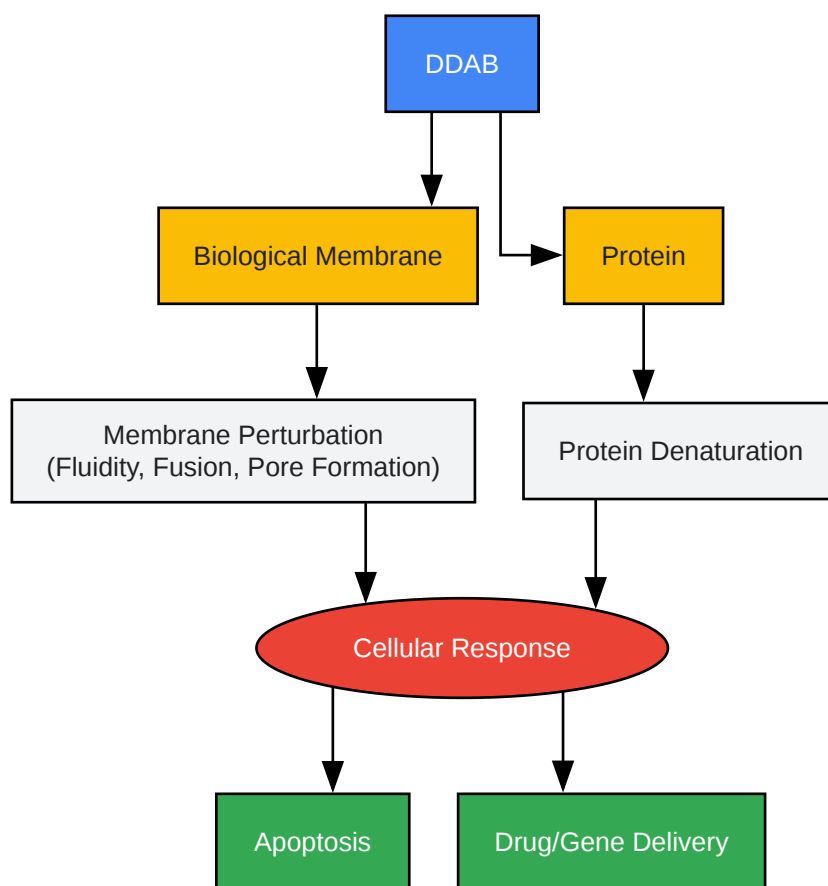 DDAB
Biological Membrane
Protein
Membrane Perturbation
(Fluidity, Fusion, Pore Formation)
Protein Denaturation
Cellular Response
Apoptosis
Drug/Gene Delivery